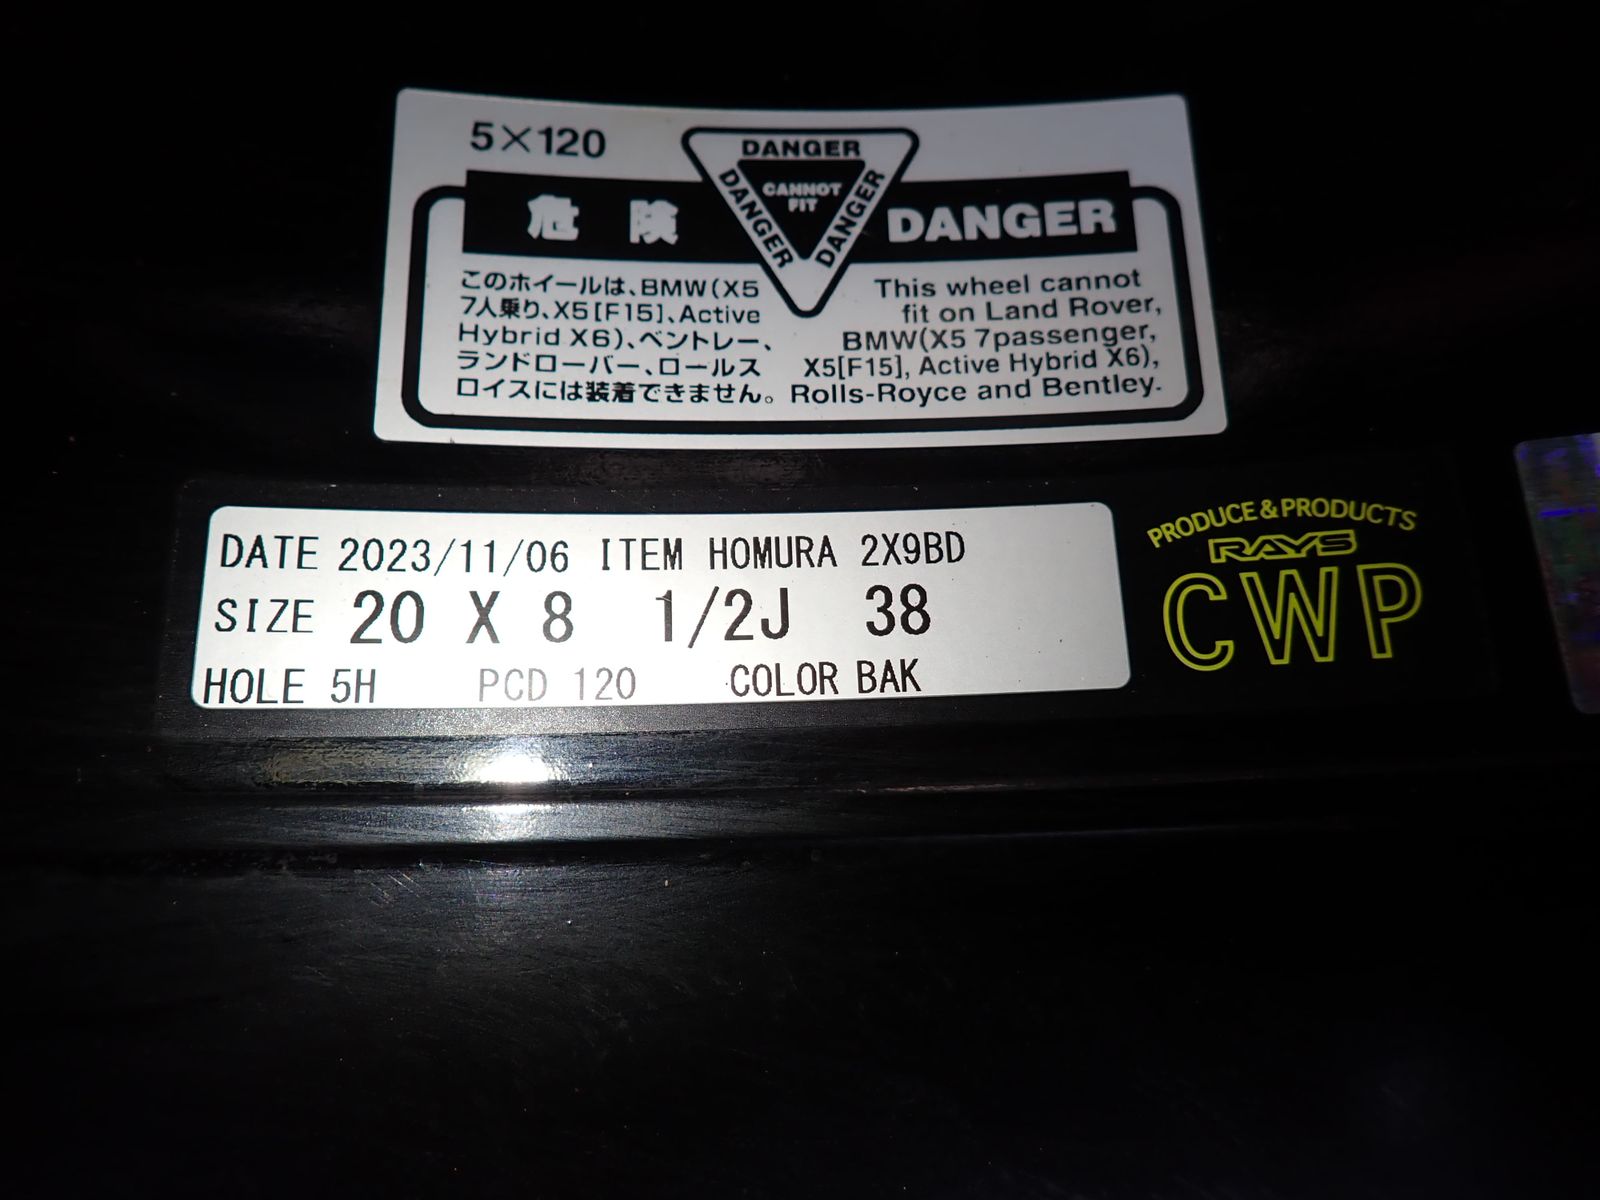 5×120
DANGER
DANGER
DANGER
CANNOT
FIT
危険
DANGER
このホイールは、BMW(X5
7人乗り、X5[F15]、Active
Hybrid X6)、ベントレー、
ランドローバー、ロールス
ロイスには装着できません。
This wheel cannot
fit on Land Rover,
BMW(X5 7passenger,
X5[F15], Active Hybrid X6),
Rolls-Royce and Bentley.
DATE 2023/11/06 ITEM HOMURA 2X9BD
SIZE 20 X 8 1/2J 38
HOLE 5H PCD 120 COLOR BAK
PRODUCE & PRODUCTS
RAYS
CWP